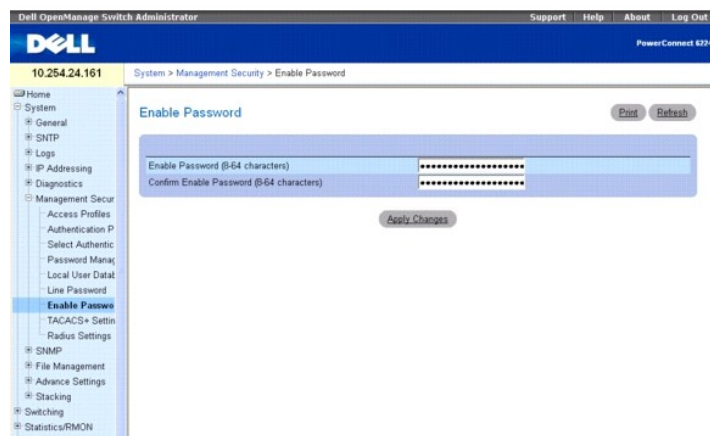 Dell OpenManage Switch Administrator
Support Help About Log Out
DELL
PowerConnect 6224
10.254.24.161
System > Management Security > Enable Password
Home
System
General
SNTP
Logs
IP Addressing
Diagnostics
Management Secur
Access Profiles
Authentication P
Select Authentic
Password Manag
Local User Datab
Line Password
Enable Passwo
TACACS+ Settin
Radius Settings
SNMP
File Management
Advance Settings
Stacking
Switching
Statistics/RMON
Enable Password
Print Refresh
Enable Password (8-64 characters)
Confirm Enable Password (8-64 characters)
Apply Changes